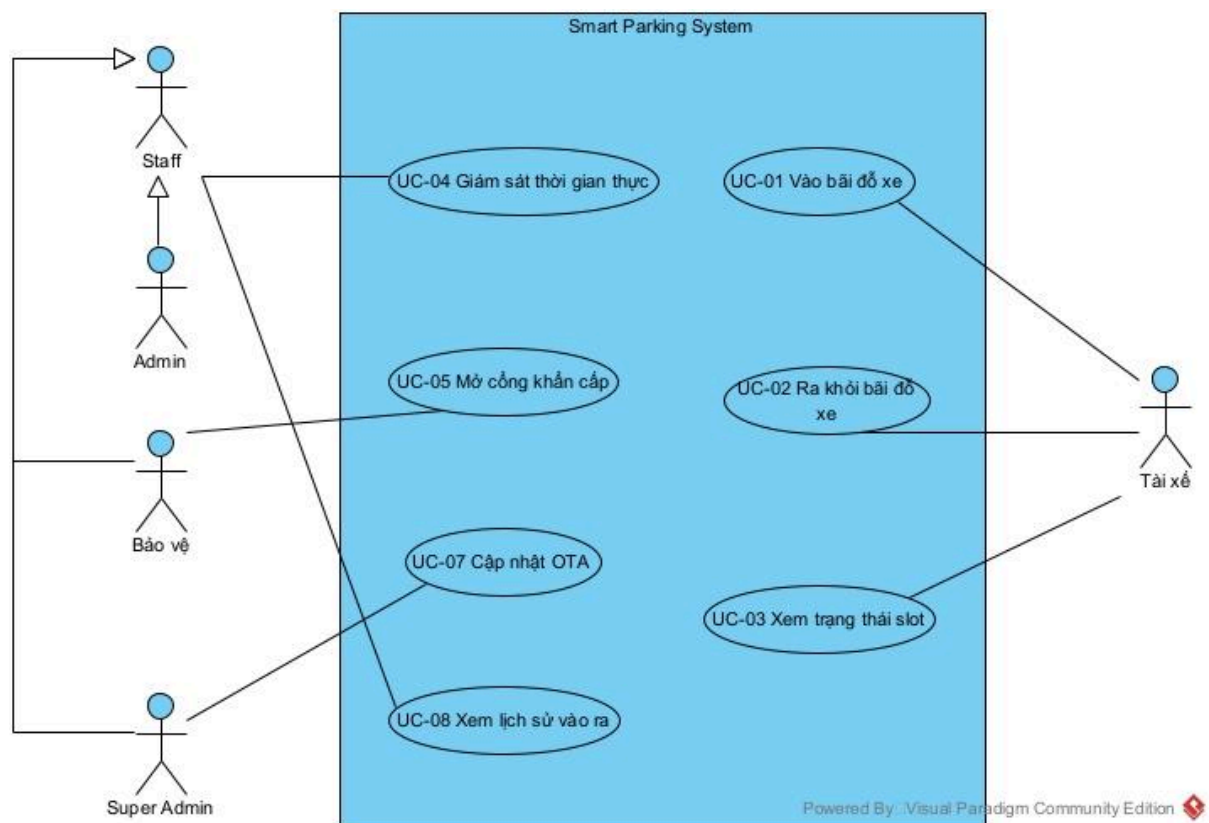 Smart Parking System
Staff
UC-04 Giám sát thời gian thực
UC-01 Vào bãi đỗ xe
Admin
UC-05 Mở cổng khẩn cấp
UC-02 Ra khỏi bãi đỗ
xe
Tài xế
Bảo vệ
UC-07 Cập nhật OTA
UC-03 Xem trạng thái slot
UC-08 Xem lịch sử vào ra
Super Admin
Powered By Visual Paradigm Community Edition